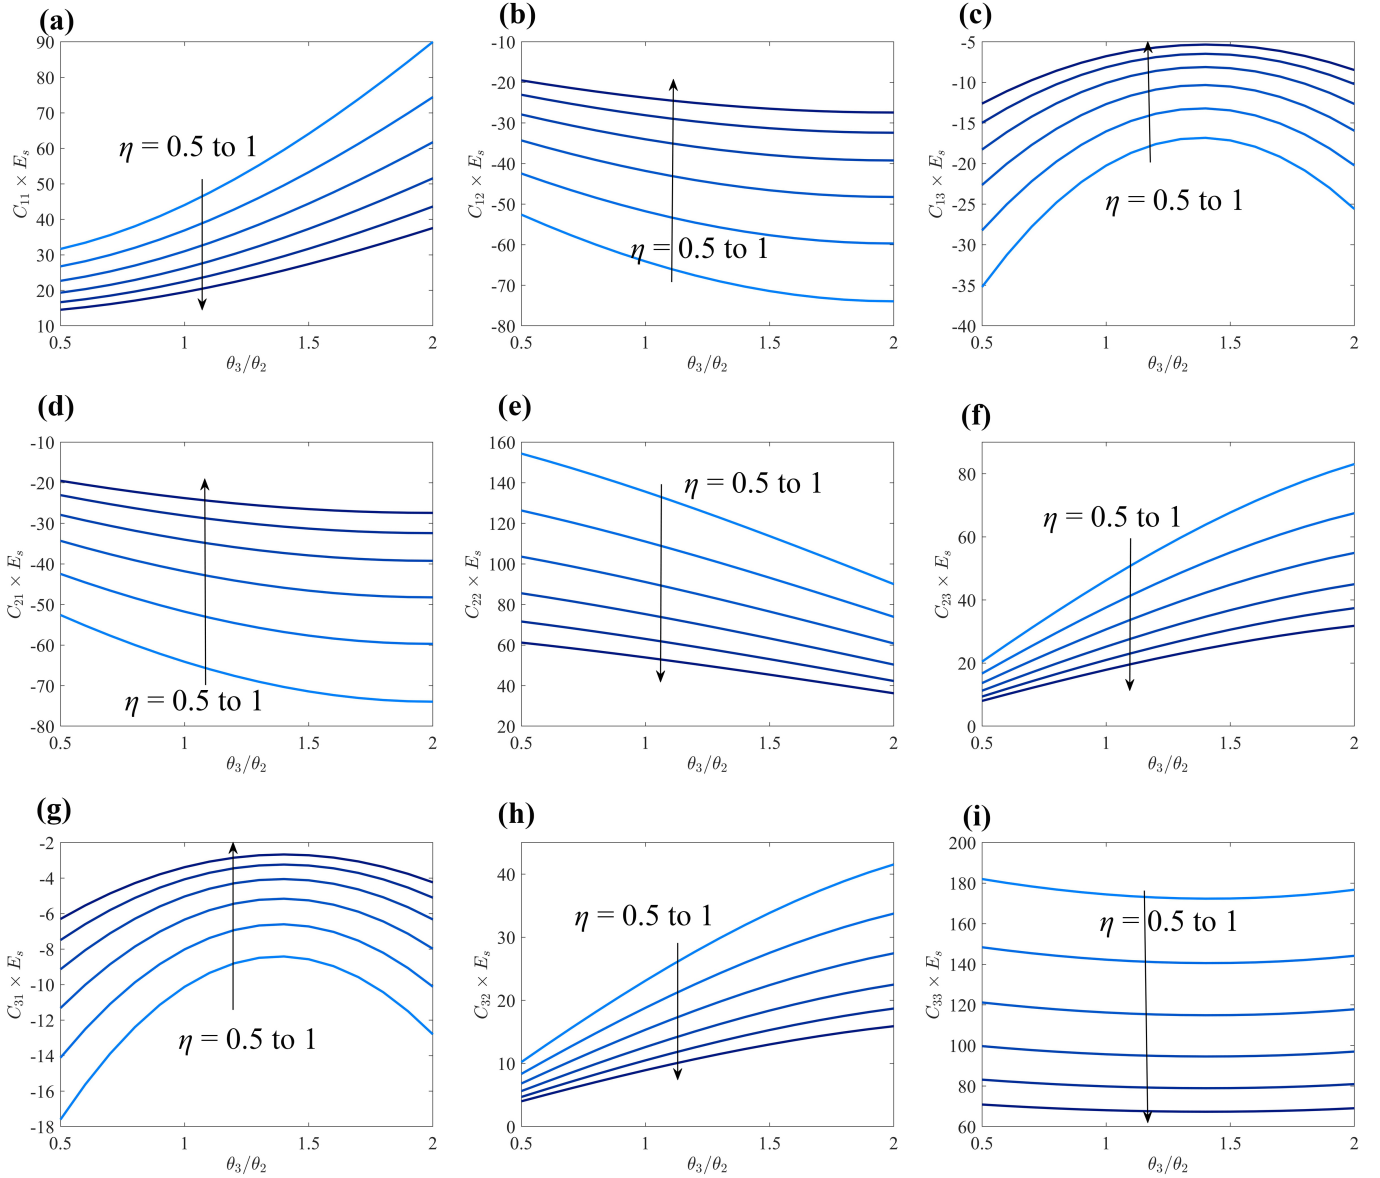 (a)
90
80
70
60
50
40
30
20
10
C11 × Es
η = 0.5 to 1
0.5 1 1.5 2
θ3/θ2
(b)
-10
-20
-30
-40
-50
-60
-70
-80
C12 × Es
η = 0.5 to 1
0.5 1 1.5 2
θ3/θ2
(c)
-5
-10
-15
-20
-25
-30
-35
-40
C13 × Es
η = 0.5 to 1
0.5 1 1.5 2
θ3/θ2
(d)
-10
-20
-30
-40
-50
-60
-70
-80
C21 × Es
η = 0.5 to 1
0.5 1 1.5 2
θ3/θ2
(e)
160
140
120
100
80
60
40
20
C22 × Es
η = 0.5 to 1
0.5 1 1.5 2
θ3/θ2
(f)
80
60
40
20
0
C23 × Es
η = 0.5 to 1
0.5 1 1.5 2
θ3/θ2
(g)
-2
-4
-6
-8
-10
-12
-14
-16
-18
C31 × Es
η = 0.5 to 1
0.5 1 1.5 2
θ3/θ2
(h)
40
30
20
10
0
C32 × Es
η = 0.5 to 1
0.5 1 1.5 2
θ3/θ2
(i)
200
180
160
140
120
100
80
60
C33 × Es
η = 0.5 to 1
0.5 1 1.5 2
θ3/θ2